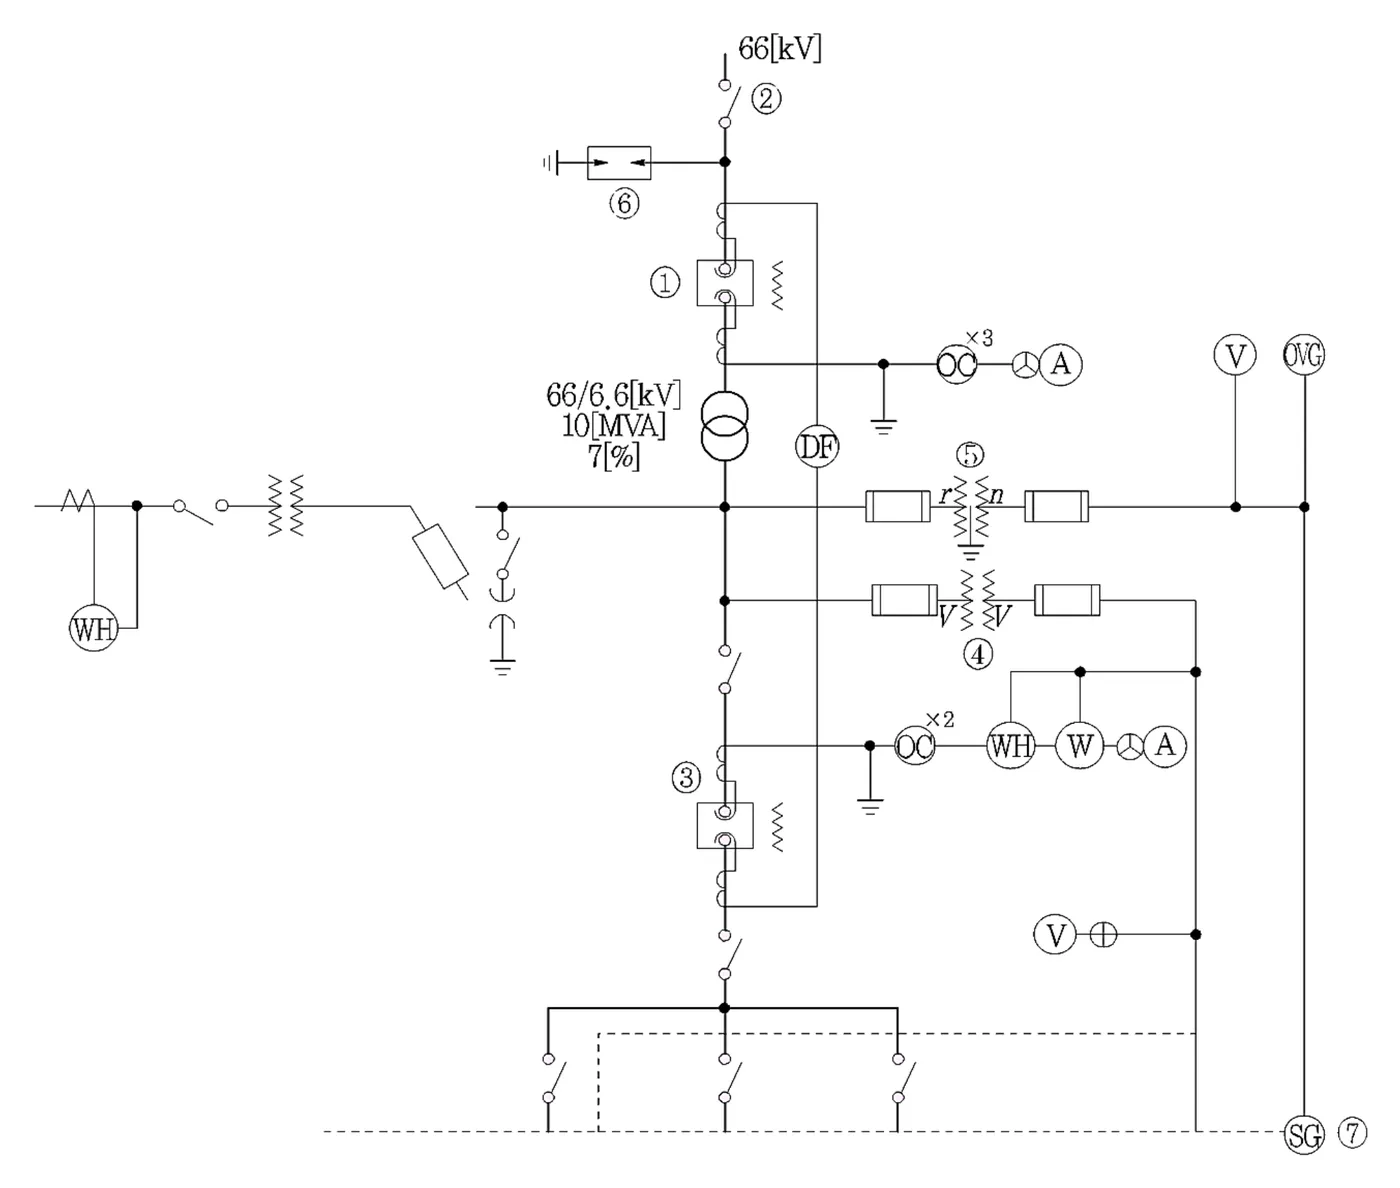 66[kV]
②
⑥
①
×3
OC
A
V
OVG
66/6.6[kV]
10[MVA]
7[%]
DF
⑤
r
n
V
V
④
WH
×2
OC
WH
W
A
③
V
SG
⑦